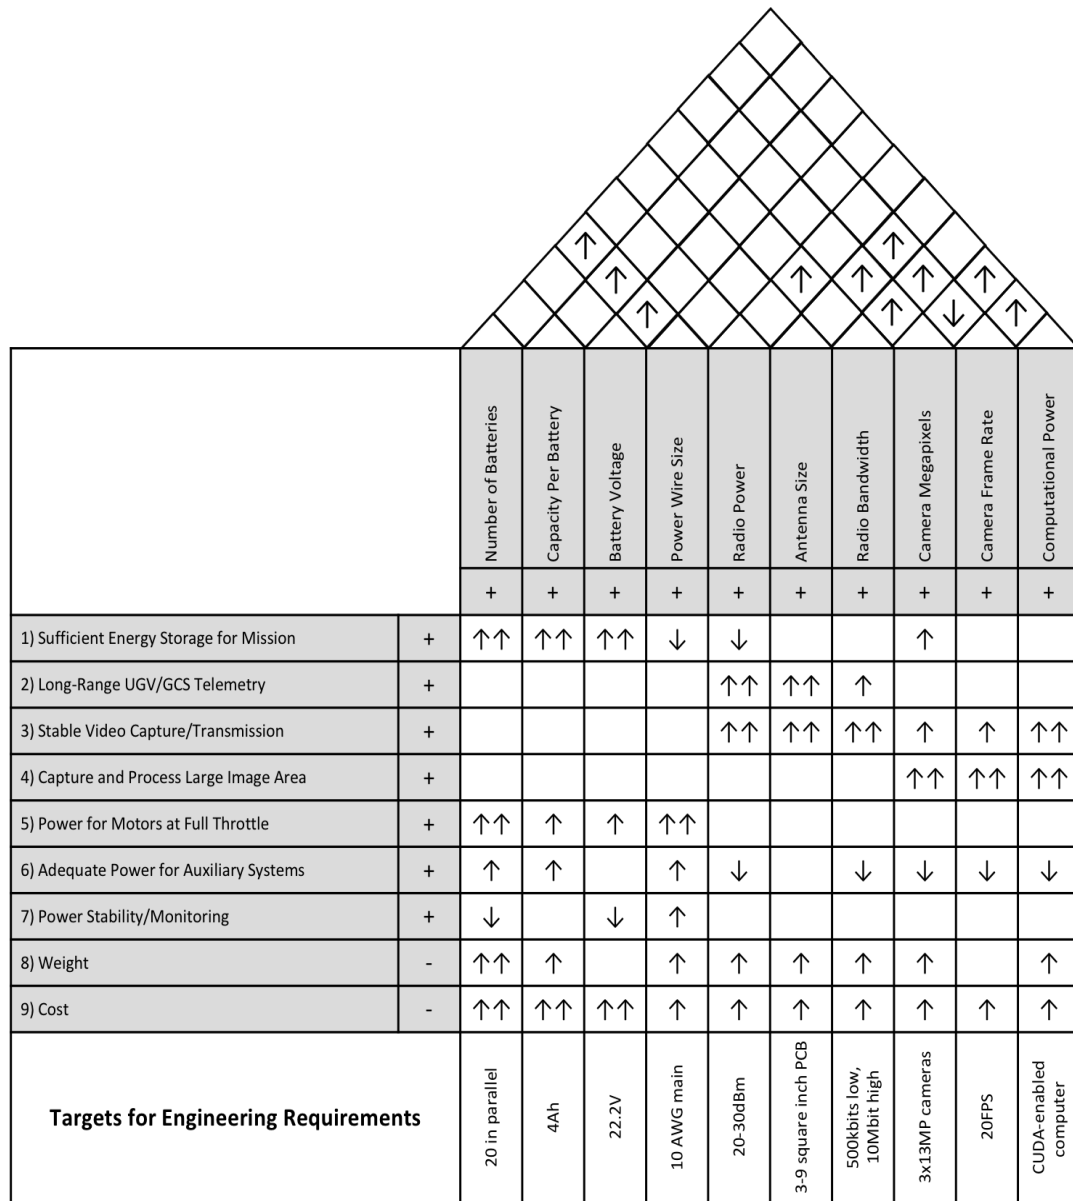 ↑ ↑
↑ ↑ ↑ ↑ ↑
↑ ↑ ↓ ↑
Number of Batteries
Capacity Per Battery
Battery Voltage
Power Wire Size
Radio Power
Antenna Size
Radio Bandwidth
Camera Megapixels
Camera Frame Rate
Computational Power
+ + + + + + + + + +
1) Sufficient Energy Storage for Mission + ↑↑ ↑↑ ↑↑ ↓ ↓ ↑
2) Long-Range UGV/GCS Telemetry + ↑↑ ↑↑ ↑
3) Stable Video Capture/Transmission + ↑↑ ↑↑ ↑↑ ↑ ↑ ↑↑
4) Capture and Process Large Image Area + ↑↑ ↑↑ ↑↑
5) Power for Motors at Full Throttle + ↑↑ ↑ ↑ ↑↑
6) Adequate Power for Auxiliary Systems + ↑ ↑ ↑ ↓ ↓ ↓ ↓ ↓
7) Power Stability/Monitoring + ↓ ↓ ↑
8) Weight - ↑↑ ↑ ↑ ↑ ↑ ↑ ↑ ↑
9) Cost - ↑↑ ↑↑ ↑↑ ↑ ↑ ↑ ↑ ↑ ↑ ↑
Targets for Engineering Requirements
20 in parallel
4Ah
22.2V
10 AWG main
20-30dBm
3-9 square inch PCB
500kbits low,
10Mbit high
3x13MP cameras
20FPS
CUDA-enabled
computer